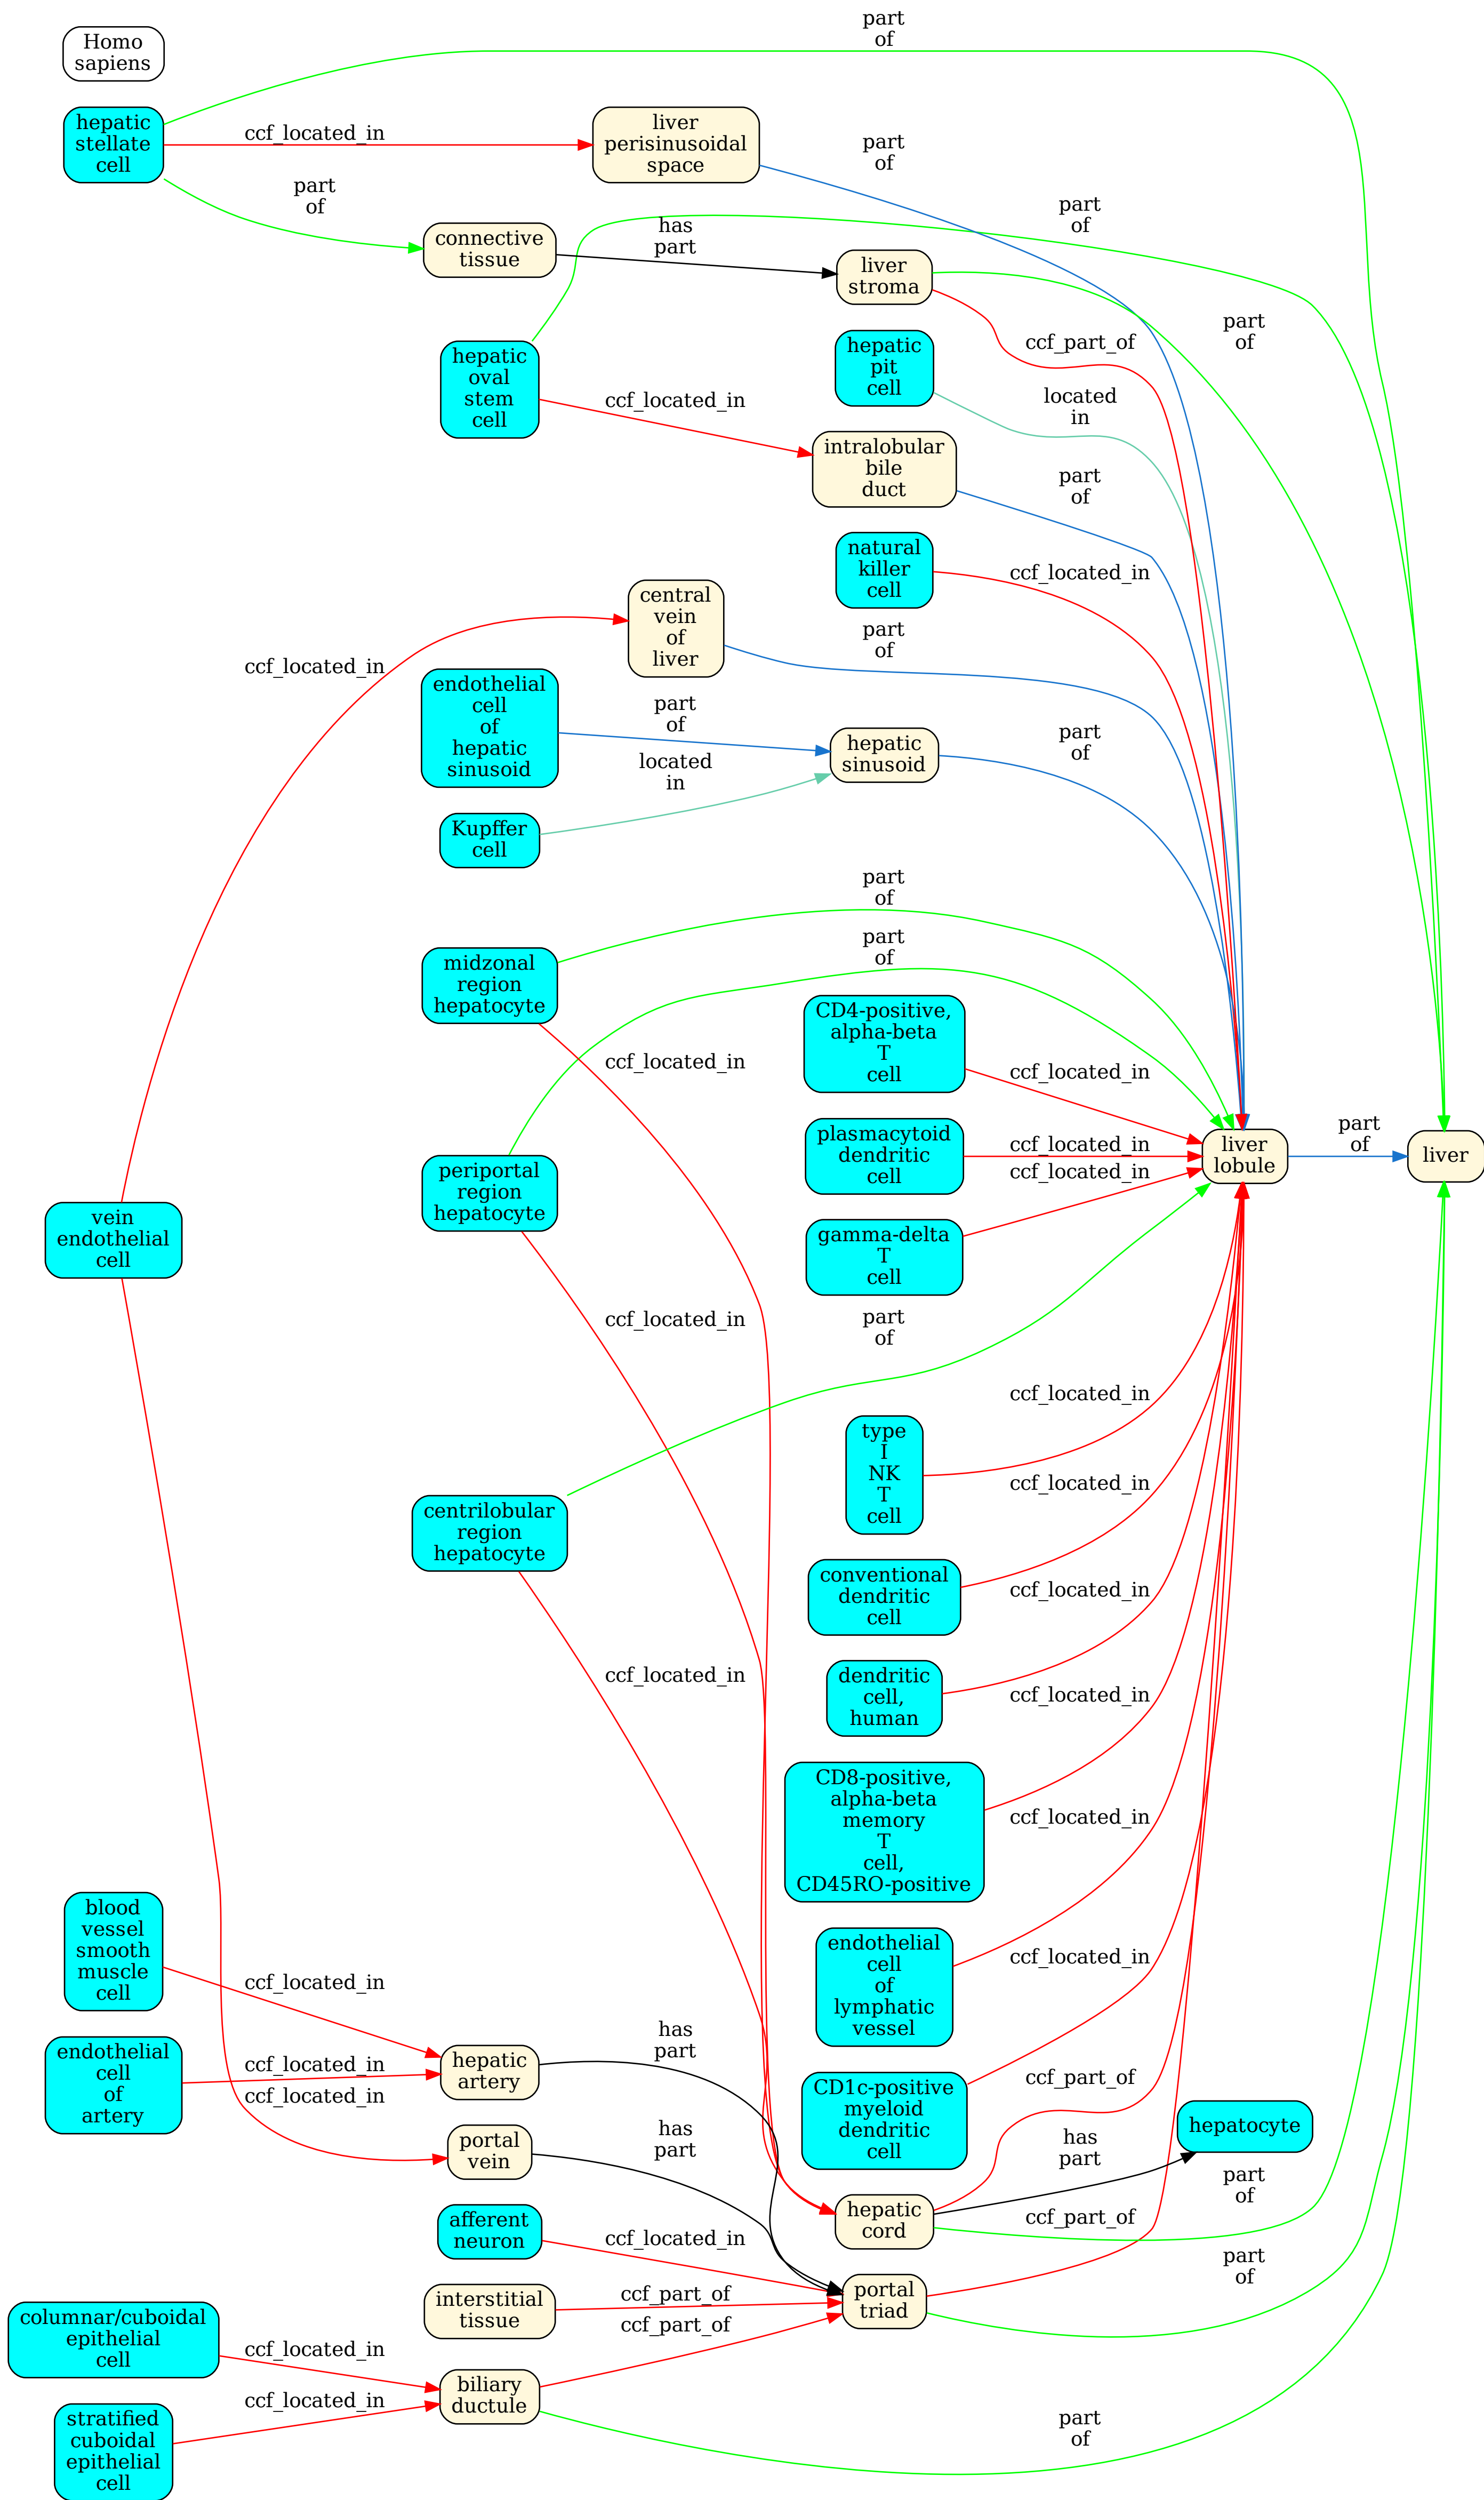 part
of
Homo
sapiens
hepatic
stellate
cell
ccf_located_in
liver
perisinusoidal
space
part
of
part
of
part
of
connective
tissue
has
part
liver
stroma
part
of
ccf_part_of
hepatic
oval
stem
cell
hepatic
pit
cell
located
in
ccf_located_in
intralobular
bile
duct
part
of
natural
killer
cell
ccf_located_in
central
vein
of
liver
part
of
ccf_located_in
endothelial
cell
of
hepatic
sinusoid
part
of
hepatic
sinusoid
part
of
located
in
Kupffer
cell
part
of
part
of
midzonal
region
hepatocyte
CD4-positive,
alpha-beta
T
cell
ccf_located_in
ccf_located_in
plasmacytoid
dendritic
cell
ccf_located_in
ccf_located_in
liver
lobule
part
of
liver
periportal
region
hepatocyte
vein
endothelial
cell
gamma-delta
T
cell
ccf_located_in
part
of
ccf_located_in
type
I
NK
T
cell
ccf_located_in
centrilobular
region
hepatocyte
conventional
dendritic
cell
ccf_located_in
ccf_located_in
dendritic
cell,
human
ccf_located_in
CD8-positive,
alpha-beta
memory
T
cell,
CD45RO-positive
ccf_located_in
blood
vessel
smooth
muscle
cell
ccf_located_in
endothelial
cell
of
lymphatic
vessel
ccf_located_in
endothelial
cell
of
artery
ccf_located_in
ccf_located_in
hepatic
artery
has
part
CD1c-positive
myeloid
dendritic
cell
ccf_part_of
portal
vein
has
part
has
part
hepatocyte
part
of
afferent
neuron
ccf_located_in
hepatic
cord
ccf_part_of
part
of
interstitial
tissue
ccf_part_of
portal
triad
columnar/cuboidal
epithelial
cell
ccf_located_in
ccf_part_of
biliary
ductule
ccf_located_in
stratified
cuboidal
epithelial
cell
part
of